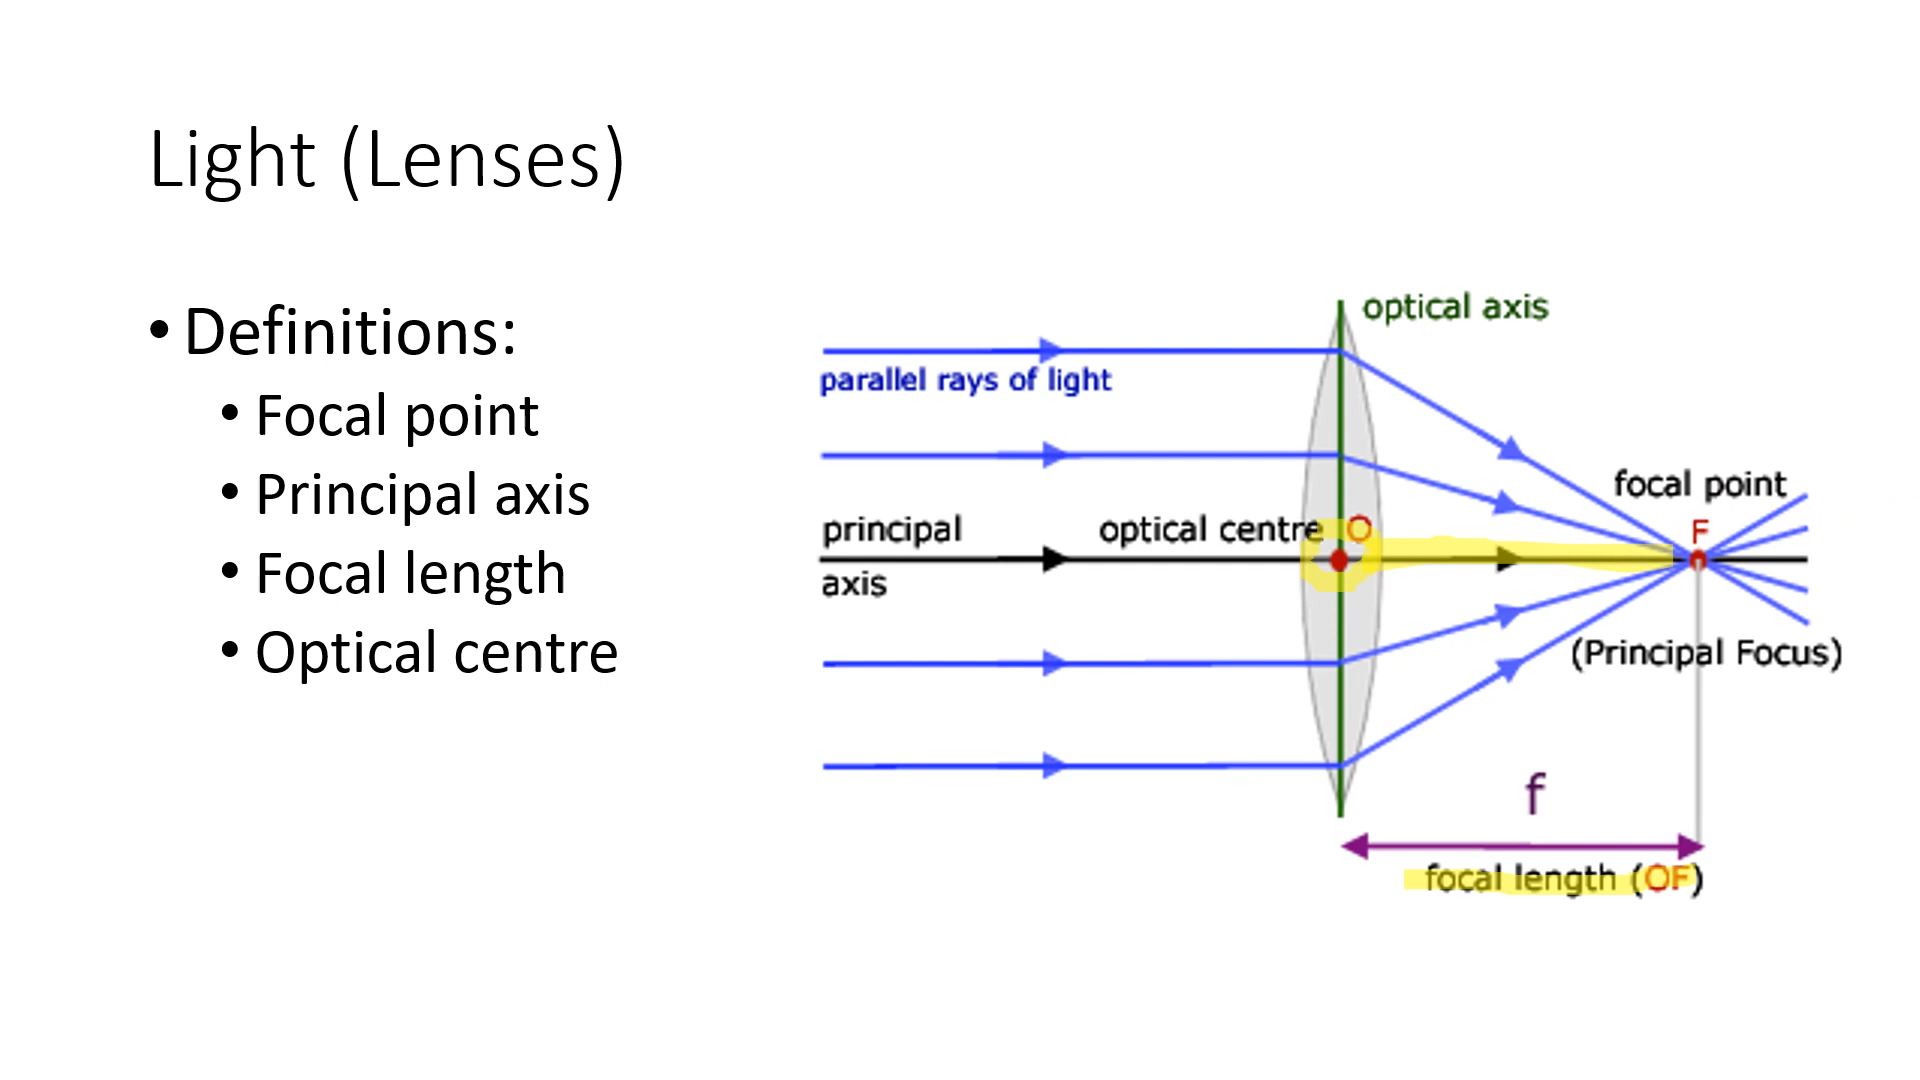 Light (Lenses)
• Definitions:
• Focal point
• Principal axis
• Focal length
• Optical centre
optical axis
parallel rays of light
focal point
principal
optical centre O
F
axis
(Principal Focus)
f
focal length (OF)